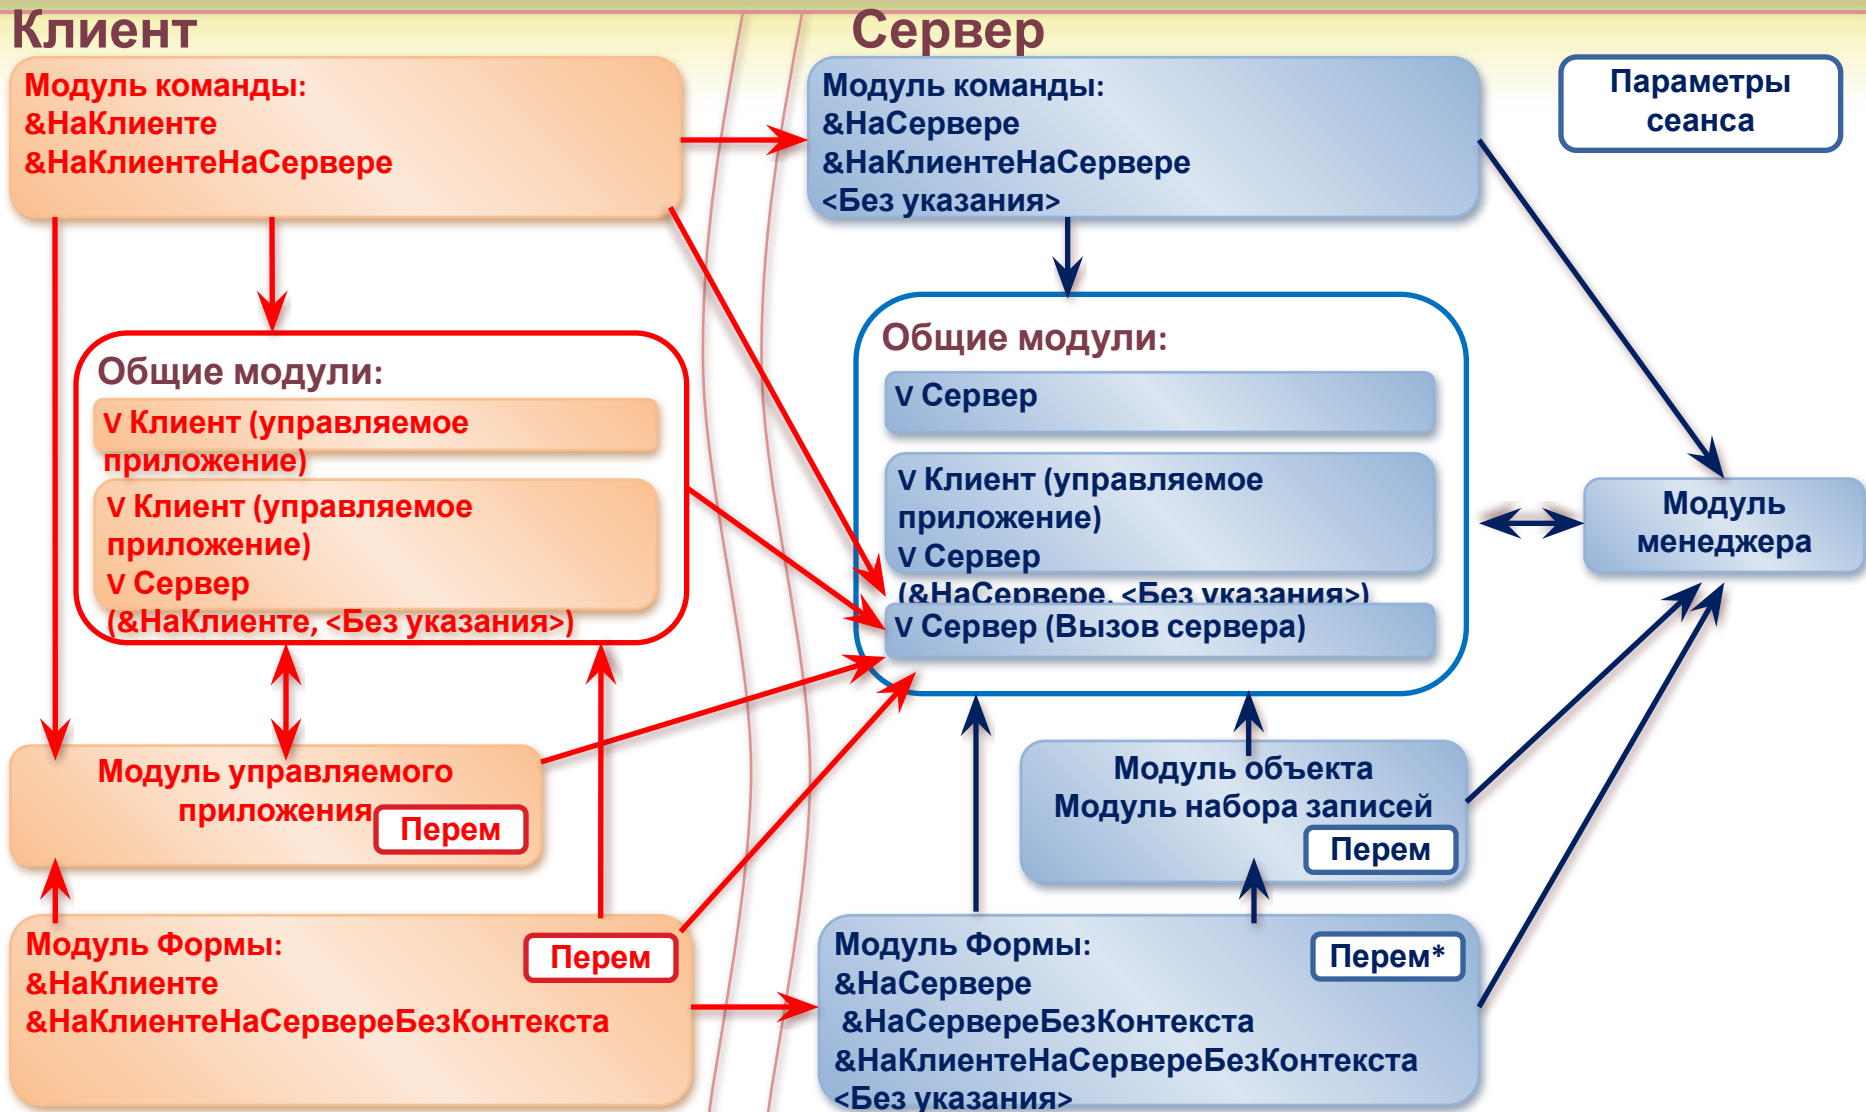 Клиент
Модуль команды:
&НаКлиенте
&НаКлиентеНаСервере
Общие модули:
V Клиент (управляемое
приложение)
V Клиент (управляемое
приложение)
V Сервер
(&НаКлиенте, <Без указания>)
Модуль управляемого
приложения
Перем
Модуль Формы:
Перем
&НаКлиенте
&НаКлиентеНаСервереБезКонтекста
Сервер
Модуль команды:
&НаСервере
&НаКлиентеНаСервере
<Без указания>
Параметры
сеанса
Общие модули:
V Сервер
V Клиент (управляемое
приложение)
V Сервер
(&НаСервере, <Без указания>)
V Сервер (Вызов сервера)
Модуль
менеджера
Модуль объекта
Модуль набора записей
Перем
Модуль Формы:
Перем*
&НаСервере
&НаСервереБезКонтекста
&НаКлиентеНаСервереБезКонтекста
<Без указания>